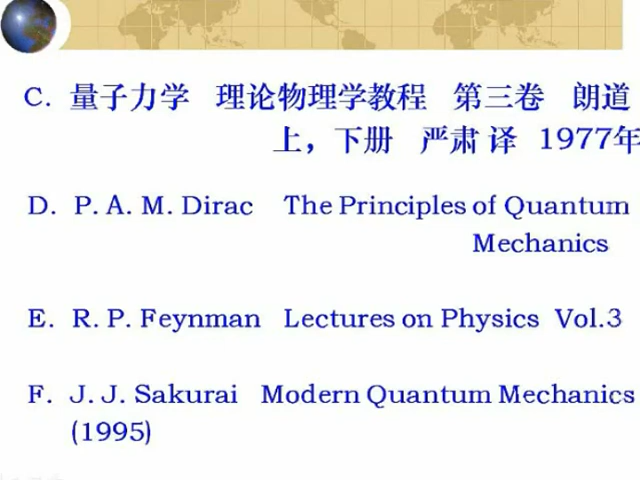 C. 量子力学 理论物理学教程 第三卷 朗道
上，下册 严肃 译 1977年
D. P. A. M. Dirac The Principles of Quantum
Mechanics
E. R. P. Feynman Lectures on Physics Vol.3
F. J. J. Sakurai Modern Quantum Mechanics
(1995)